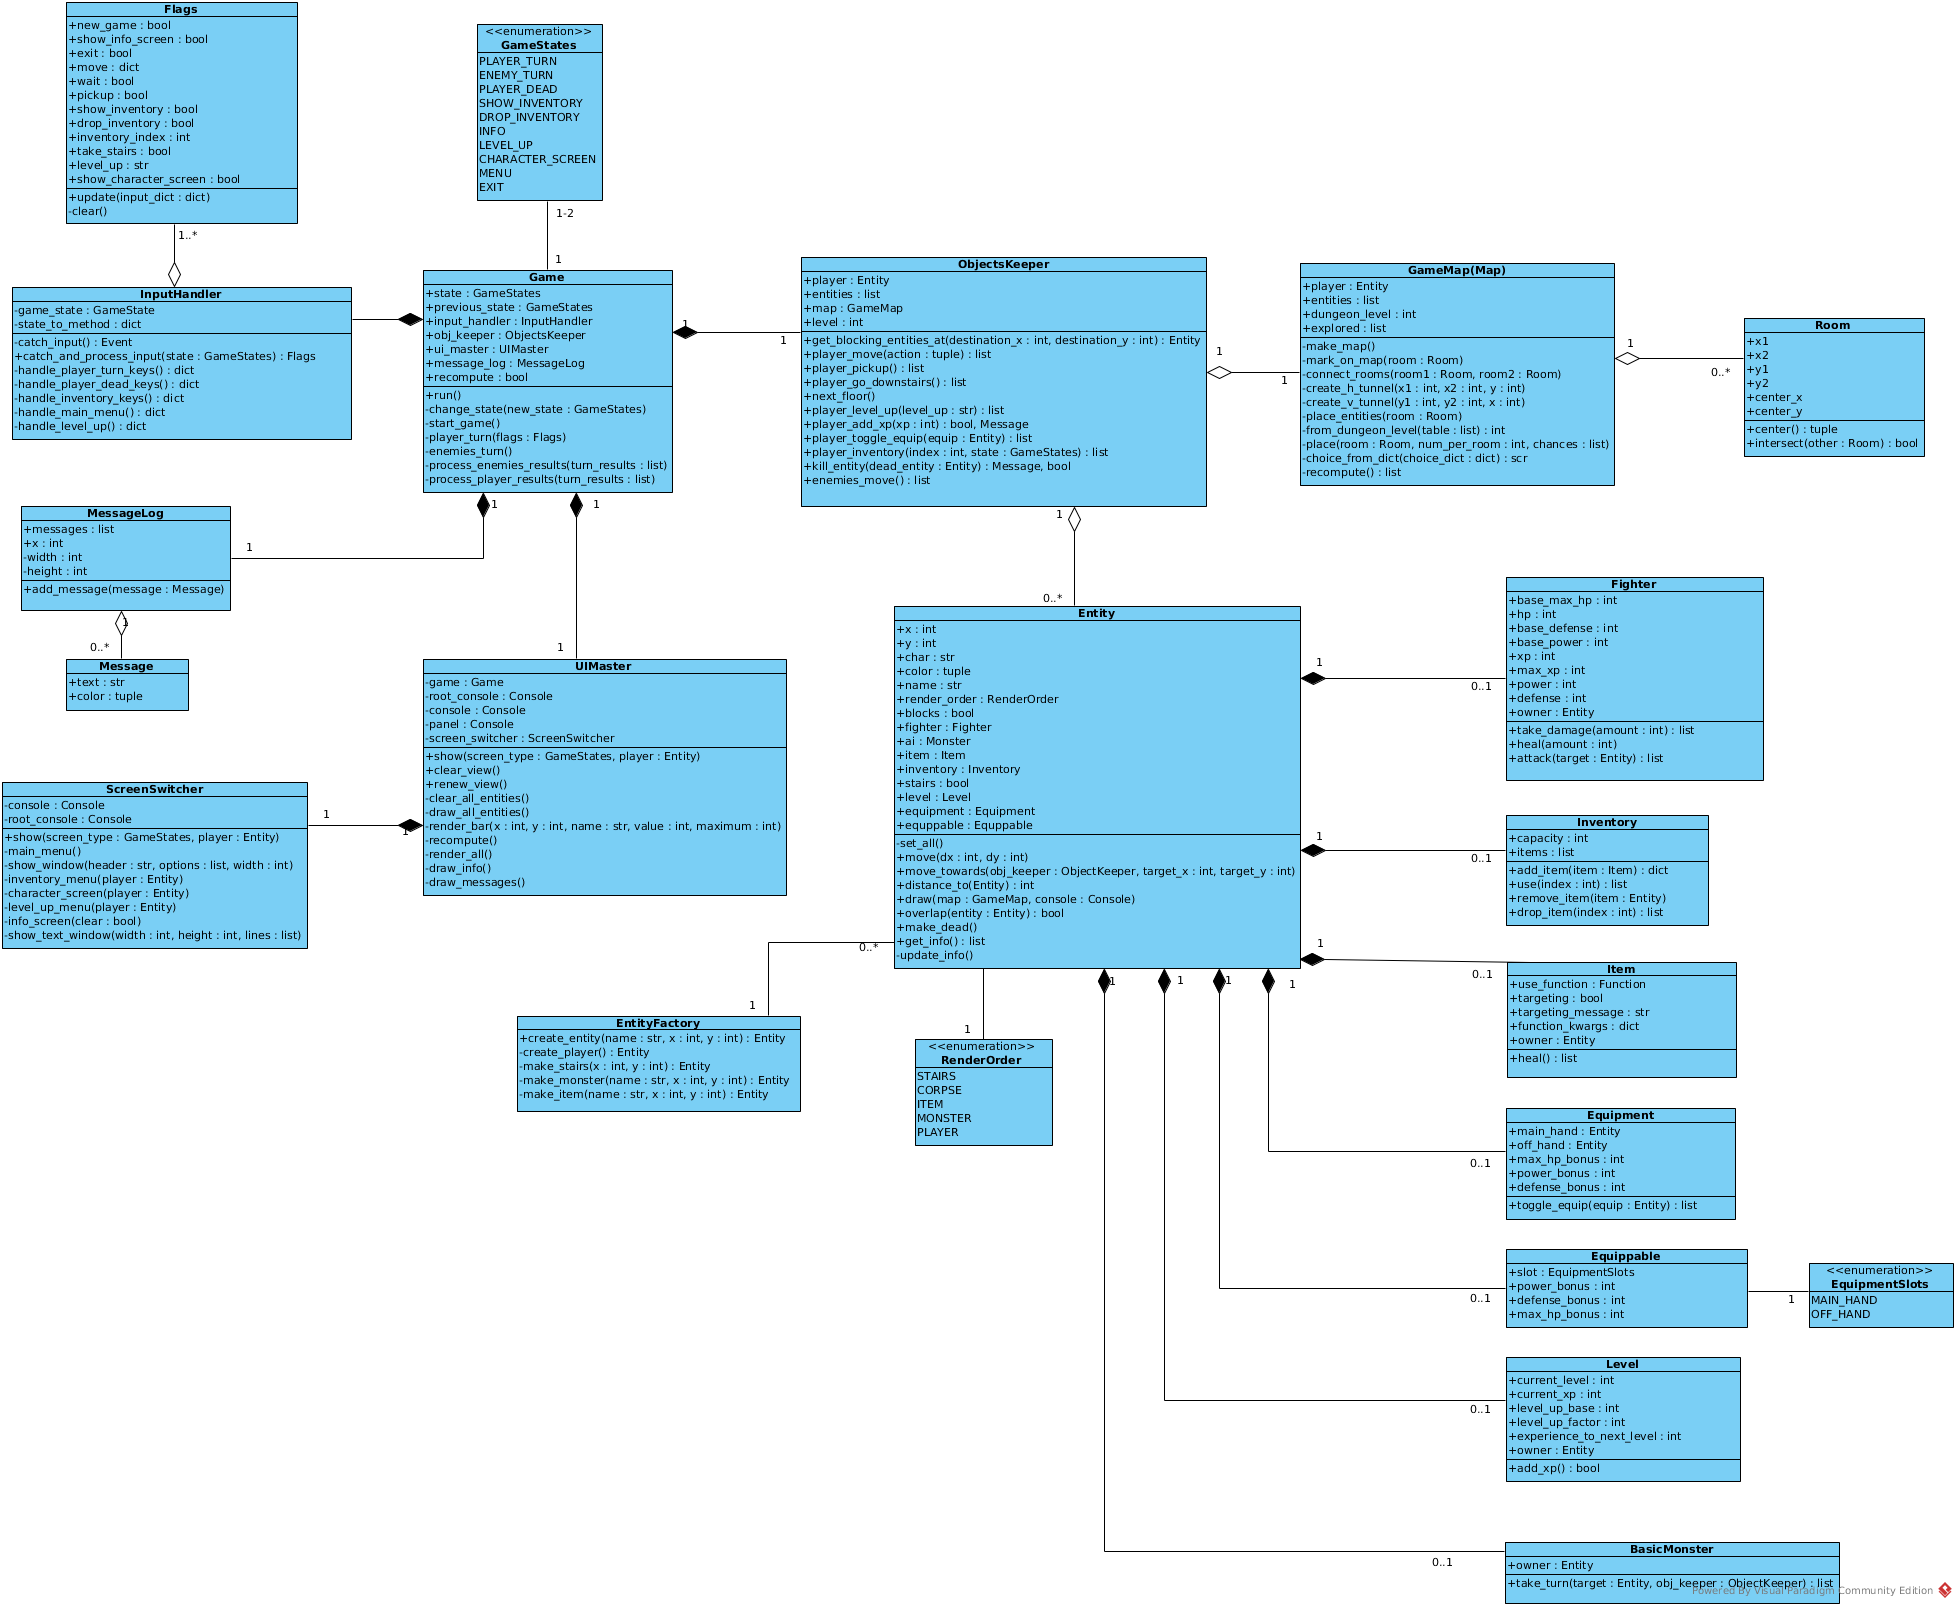 Flags
+new_game : bool
+show_info_screen : bool
+exit : bool
+move : dict
+wait : bool
+pickup : bool
+show_inventory : bool
+drop_inventory : bool
+inventory_index : int
+take_stairs : bool
+level_up : str
+show_character_screen : bool
+update(input_dict : dict)
-clear()
1..*
<<enumeration>>
GameStates
PLAYER_TURN
ENEMY_TURN
PLAYER_DEAD
SHOW_INVENTORY
DROP_INVENTORY
INFO
LEVEL_UP
CHARACTER_SCREEN
MENU
EXIT
1-2
1
InputHandler
-game_state : GameState
-state_to_method : dict
-catch_input() : Event
+catch_and_process_input(state : GameStates) : Flags
-handle_player_turn_keys() : dict
-handle_player_dead_keys() : dict
-handle_inventory_keys() : dict
-handle_main_menu() : dict
-handle_level_up() : dict
Game
+state : GameStates
+previous_state : GameStates
+input_handler : InputHandler
+obj_keeper : ObjectsKeeper
+ui_master : UIMaster
+message_log : MessageLog
+recompute : bool
+run()
-change_state(new_state : GameStates)
-start_game()
-player_turn(flags : Flags)
-enemies_turn()
-process_enemies_results(turn_results : list)
-process_player_results(turn_results : list)
1
1
ObjectsKeeper
+player : Entity
+entities : list
+map : GameMap
+level : int
+get_blocking_entities_at(destination_x : int, destination_y : int) : Entity
+player_move(action : tuple) : list
+player_pickup() : list
+player_go_downstairs() : list
+next_floor()
+player_level_up(level_up : str) : list
+player_add_xp(xp : int) : bool, Message
+player_toggle_equip(equip : Entity) : list
+player_inventory(index : int, state : GameStates) : list
+kill_entity(dead_entity : Entity) : Message, bool
+enemies_move() : list
1
1
GameMap(Map)
+player : Entity
+entities : list
+dungeon_level : int
+explored : list
-make_map()
-mark_on_map(room : Room)
-connect_rooms(room1 : Room, room2 : Room)
-create_h_tunnel(x1 : int, x2 : int, y : int)
-create_v_tunnel(y1 : int, y2 : int, x : int)
-place_entities(room : Room)
-from_dungeon_level(table : list) : int
-place(room : Room, num_per_room : int, chances : list)
-choice_from_dict(choice_dict : dict) : scr
-recompute() : list
1
0..*
Room
+x1
+x2
+y1
+y2
+center_x
+center_y
+center() : tuple
+intersect(other : Room) : bool
1
1
1
MessageLog
+messages : list
+x : int
-width : int
-height : int
+add_message(message : Message)
1
0..*
Message
+text : str
+color : tuple
1
UIMaster
-game : Game
-root_console : Console
-console : Console
-panel : Console
-screen_switcher : ScreenSwitcher
+show(screen_type : GameStates, player : Entity)
+clear_view()
+renew_view()
-clear_all_entities()
-draw_all_entities()
-render_bar(x : int, y : int, name : str, value : int, maximum : int)
-recompute()
-render_all()
-draw_info()
-draw_messages()
ScreenSwitcher
-console : Console
-root_console : Console
+show(screen_type : GameStates, player : Entity)
-main_menu()
-show_window(header : str, options : list, width : int)
-inventory_menu(player : Entity)
-character_screen(player : Entity)
-level_up_menu(player : Entity)
-info_screen(clear : bool)
-show_text_window(width : int, height : int, lines : list)
1
1
1
0..*
Entity
+x : int
+y : int
+char : str
+color : tuple
+name : str
+render_order : RenderOrder
+blocks : bool
+fighter : Fighter
+ai : Monster
+item : Item
+inventory : Inventory
+stairs : bool
+level : Level
+equipment : Equipment
+equppable : Equppable
-set_all()
+move(dx : int, dy : int)
+move_towards(obj_keeper : ObjectKeeper, target_x : int, target_y : int)
+distance_to(Entity) : int
+draw(map : GameMap, console : Console)
+overlap(entity : Entity) : bool
+make_dead()
+get_info() : list
-update_info()
0..*
1
EntityFactory
+create_entity(name : str, x : int, y : int) : Entity
-create_player() : Entity
-make_stairs(x : int, y : int) : Entity
-make_monster(name : str, x : int, y : int) : Entity
-make_item(name : str, x : int, y : int) : Entity
1
<<enumeration>>
RenderOrder
STAIRS
CORPSE
ITEM
MONSTER
PLAYER
1
0..1
Fighter
+base_max_hp : int
+hp : int
+base_defense : int
+base_power : int
+xp : int
+max_xp : int
+power : int
+defense : int
+owner : Entity
+take_damage(amount : int) : list
+heal(amount : int)
+attack(target : Entity) : list
1
0..1
Inventory
+capacity : int
+items : list
+add_item(item : Item) : dict
+use(index : int) : list
+remove_item(item : Entity)
+drop_item(index : int) : list
1
0..1
Item
+use_function : Function
+targeting : bool
+targeting_message : str
+function_kwargs : dict
+owner : Entity
+heal() : list
1
1
1
1
0..1
Equipment
+main_hand : Entity
+off_hand : Entity
+max_hp_bonus : int
+power_bonus : int
+defense_bonus : int
+toggle_equip(equip : Entity) : list
0..1
Equippable
+slot : EquipmentSlots
+power_bonus : int
+defense_bonus : int
+max_hp_bonus : int
1
<<enumeration>>
EquipmentSlots
MAIN_HAND
OFF_HAND
0..1
Level
+current_level : int
+current_xp : int
+level_up_base : int
+level_up_factor : int
+experience_to_next_level : int
+owner : Entity
+add_xp() : bool
0..1
BasicMonster
+owner : Entity
+take_turn(target : Entity, obj_keeper : ObjectKeeper) : list
Powered By Visual Paradigm Community Edition